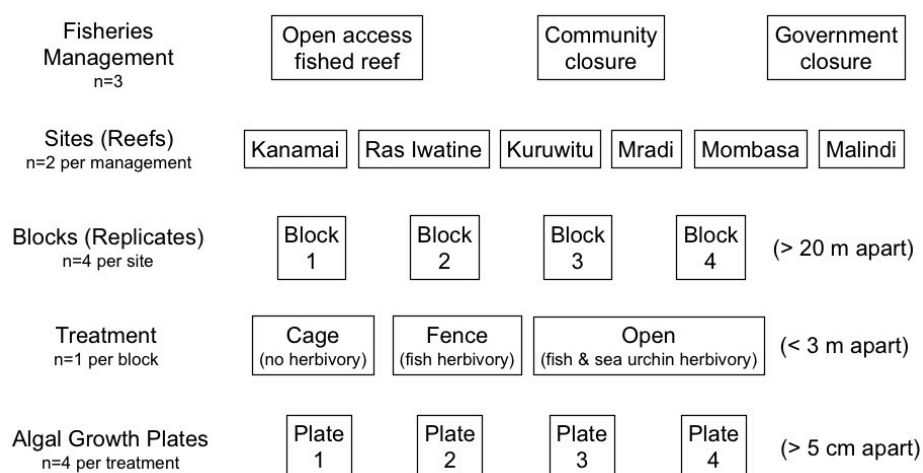 Fisheries
Management
n=3
Open access
fished reef
Community
closure
Government
closure
Sites (Reefs)
n=2 per management
Kanamai
Ras Iwatine
Kuruwitu
Mradi
Mombasa
Malindi
Blocks (Replicates)
n=4 per site
Block
1
Block
2
Block
3
Block
4
(> 20 m apart)
Treatment
n=1 per block
Cage
(no herbivory)
Fence
(fish herbivory)
Open
(fish & sea urchin herbivory)
(< 3 m apart)
Algal Growth Plates
n=4 per treatment
Plate
1
Plate
2
Plate
3
Plate
4
(> 5 cm apart)